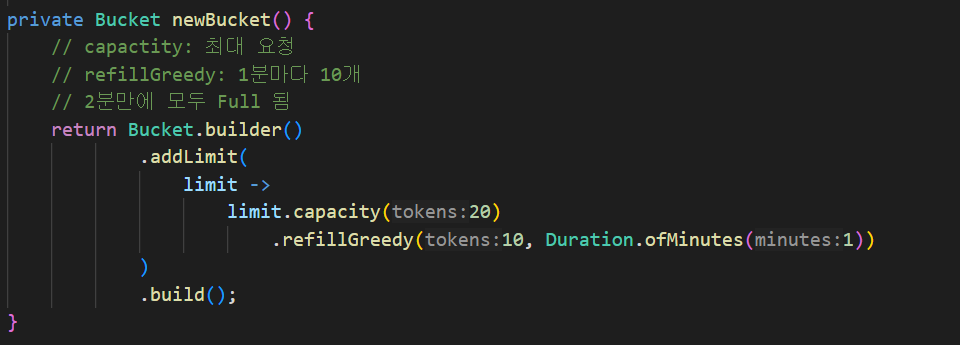 private Bucket newBucket() {
// capactity: 최대 요청
// refillGreedy: 1분마다 10개
// 2분만에 모두 Full 됨
return Bucket.builder()
.addLimit(
limit ->
limit.capacity(tokens:20)
.refillGreedy(tokens:10, Duration.ofMinutes(minutes:1))
)
.build();
}